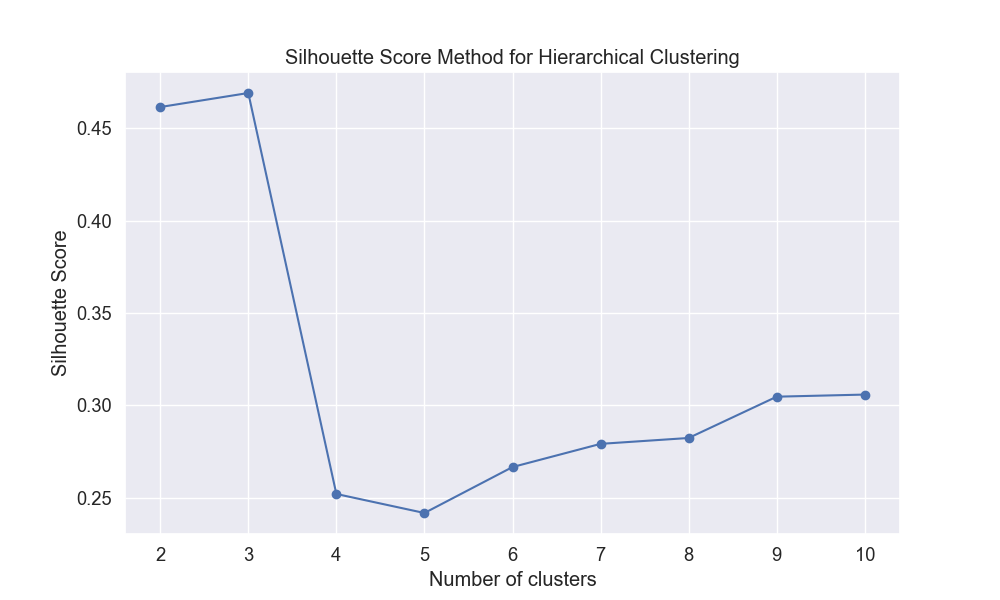 Silhouette Score Method for Hierarchical Clustering
0.45
0.40
0.35
0.30
0.25
Silhouette Score
2 3 4 5 6 7 8 9 10
Number of clusters